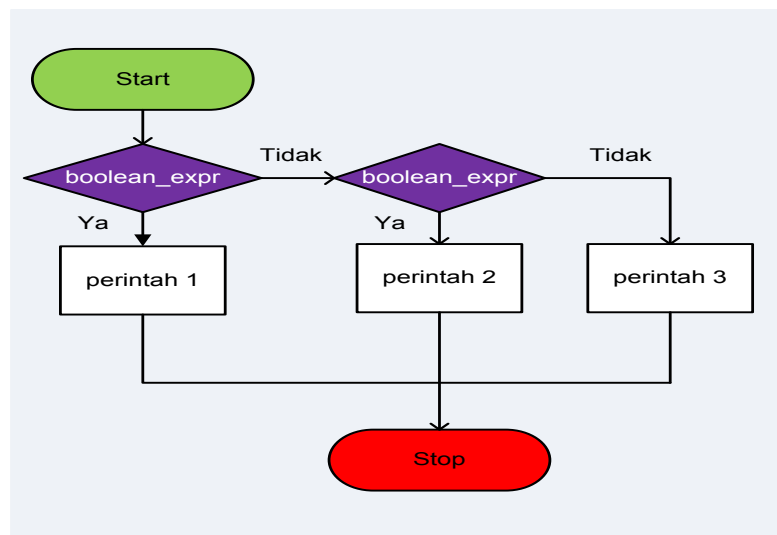 Start
boolean_expr
Tidak
boolean_expr
Tidak
Ya
Ya
perintah 1
perintah 2
perintah 3
Stop